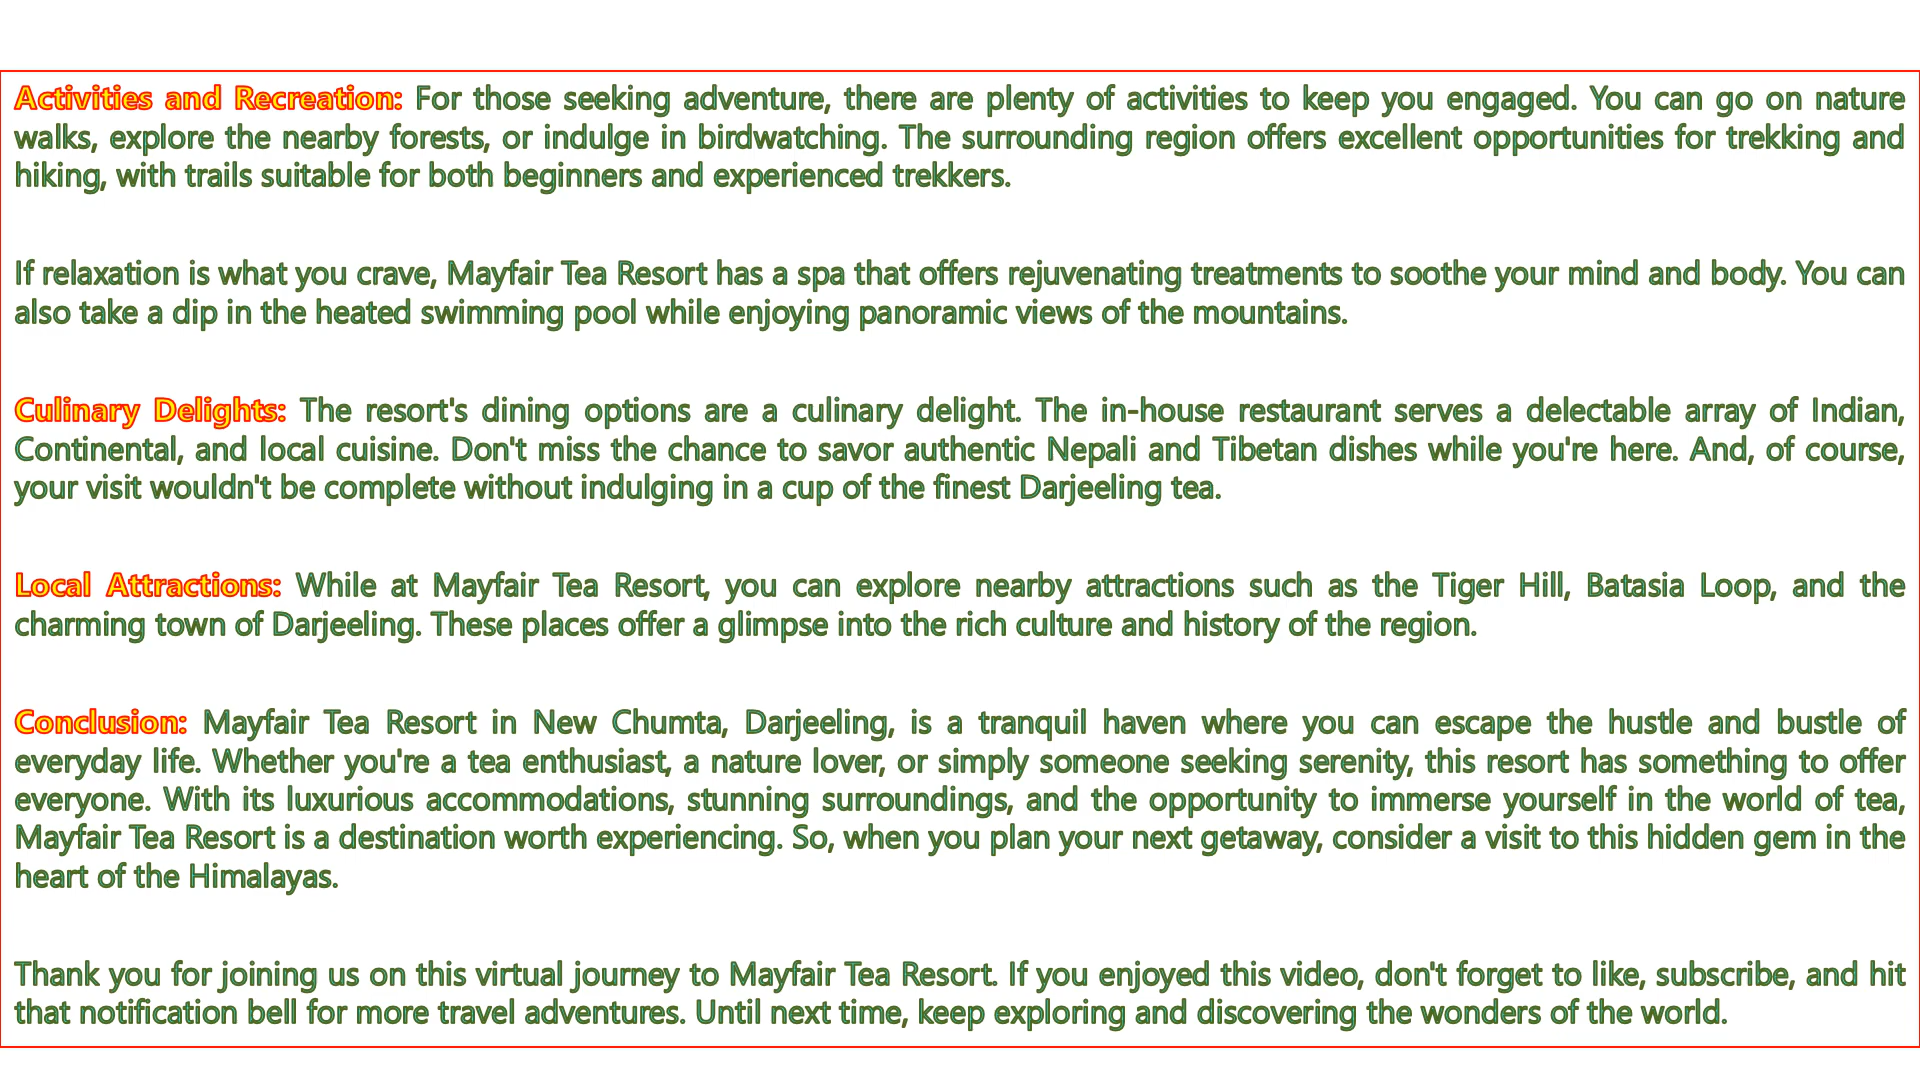 Activities and Recreation: For those seeking adventure, there are plenty of activities to keep you engaged. You can go on nature
walks, explore the nearby forests, or indulge in birdwatching. The surrounding region offers excellent opportunities for trekking and
hiking, with trails suitable for both beginners and experienced trekkers.
If relaxation is what you crave, Mayfair Tea Resort has a spa that offers rejuvenating treatments to soothe your mind and body. You can
also take a dip in the heated swimming pool while enjoying panoramic views of the mountains.
Culinary Delights: The resort's dining options are a culinary delight. The in-house restaurant serves a delectable array of Indian,
Continental, and local cuisine. Don't miss the chance to savor authentic Nepali and Tibetan dishes while you're here. And, of course,
your visit wouldn't be complete without indulging in a cup of the finest Darjeeling tea.
Local Attractions: While at Mayfair Tea Resort, you can explore nearby attractions such as the Tiger Hill, Batasia Loop, and the
charming town of Darjeeling. These places offer a glimpse into the rich culture and history of the region.
Conclusion: Mayfair Tea Resort in New Chumta, Darjeeling, is a tranquil haven where you can escape the hustle and bustle of
everyday life. Whether you're a tea enthusiast, a nature lover, or simply someone seeking serenity, this resort has something to offer
everyone. With its luxurious accommodations, stunning surroundings, and the opportunity to immerse yourself in the world of tea,
Mayfair Tea Resort is a destination worth experiencing. So, when you plan your next getaway, consider a visit to this hidden gem in the
heart of the Himalayas.
Thank you for joining us on this virtual journey to Mayfair Tea Resort. If you enjoyed this video, don't forget to like, subscribe, and hit
that notification bell for more travel adventures. Until next time, keep exploring and discovering the wonders of the world.